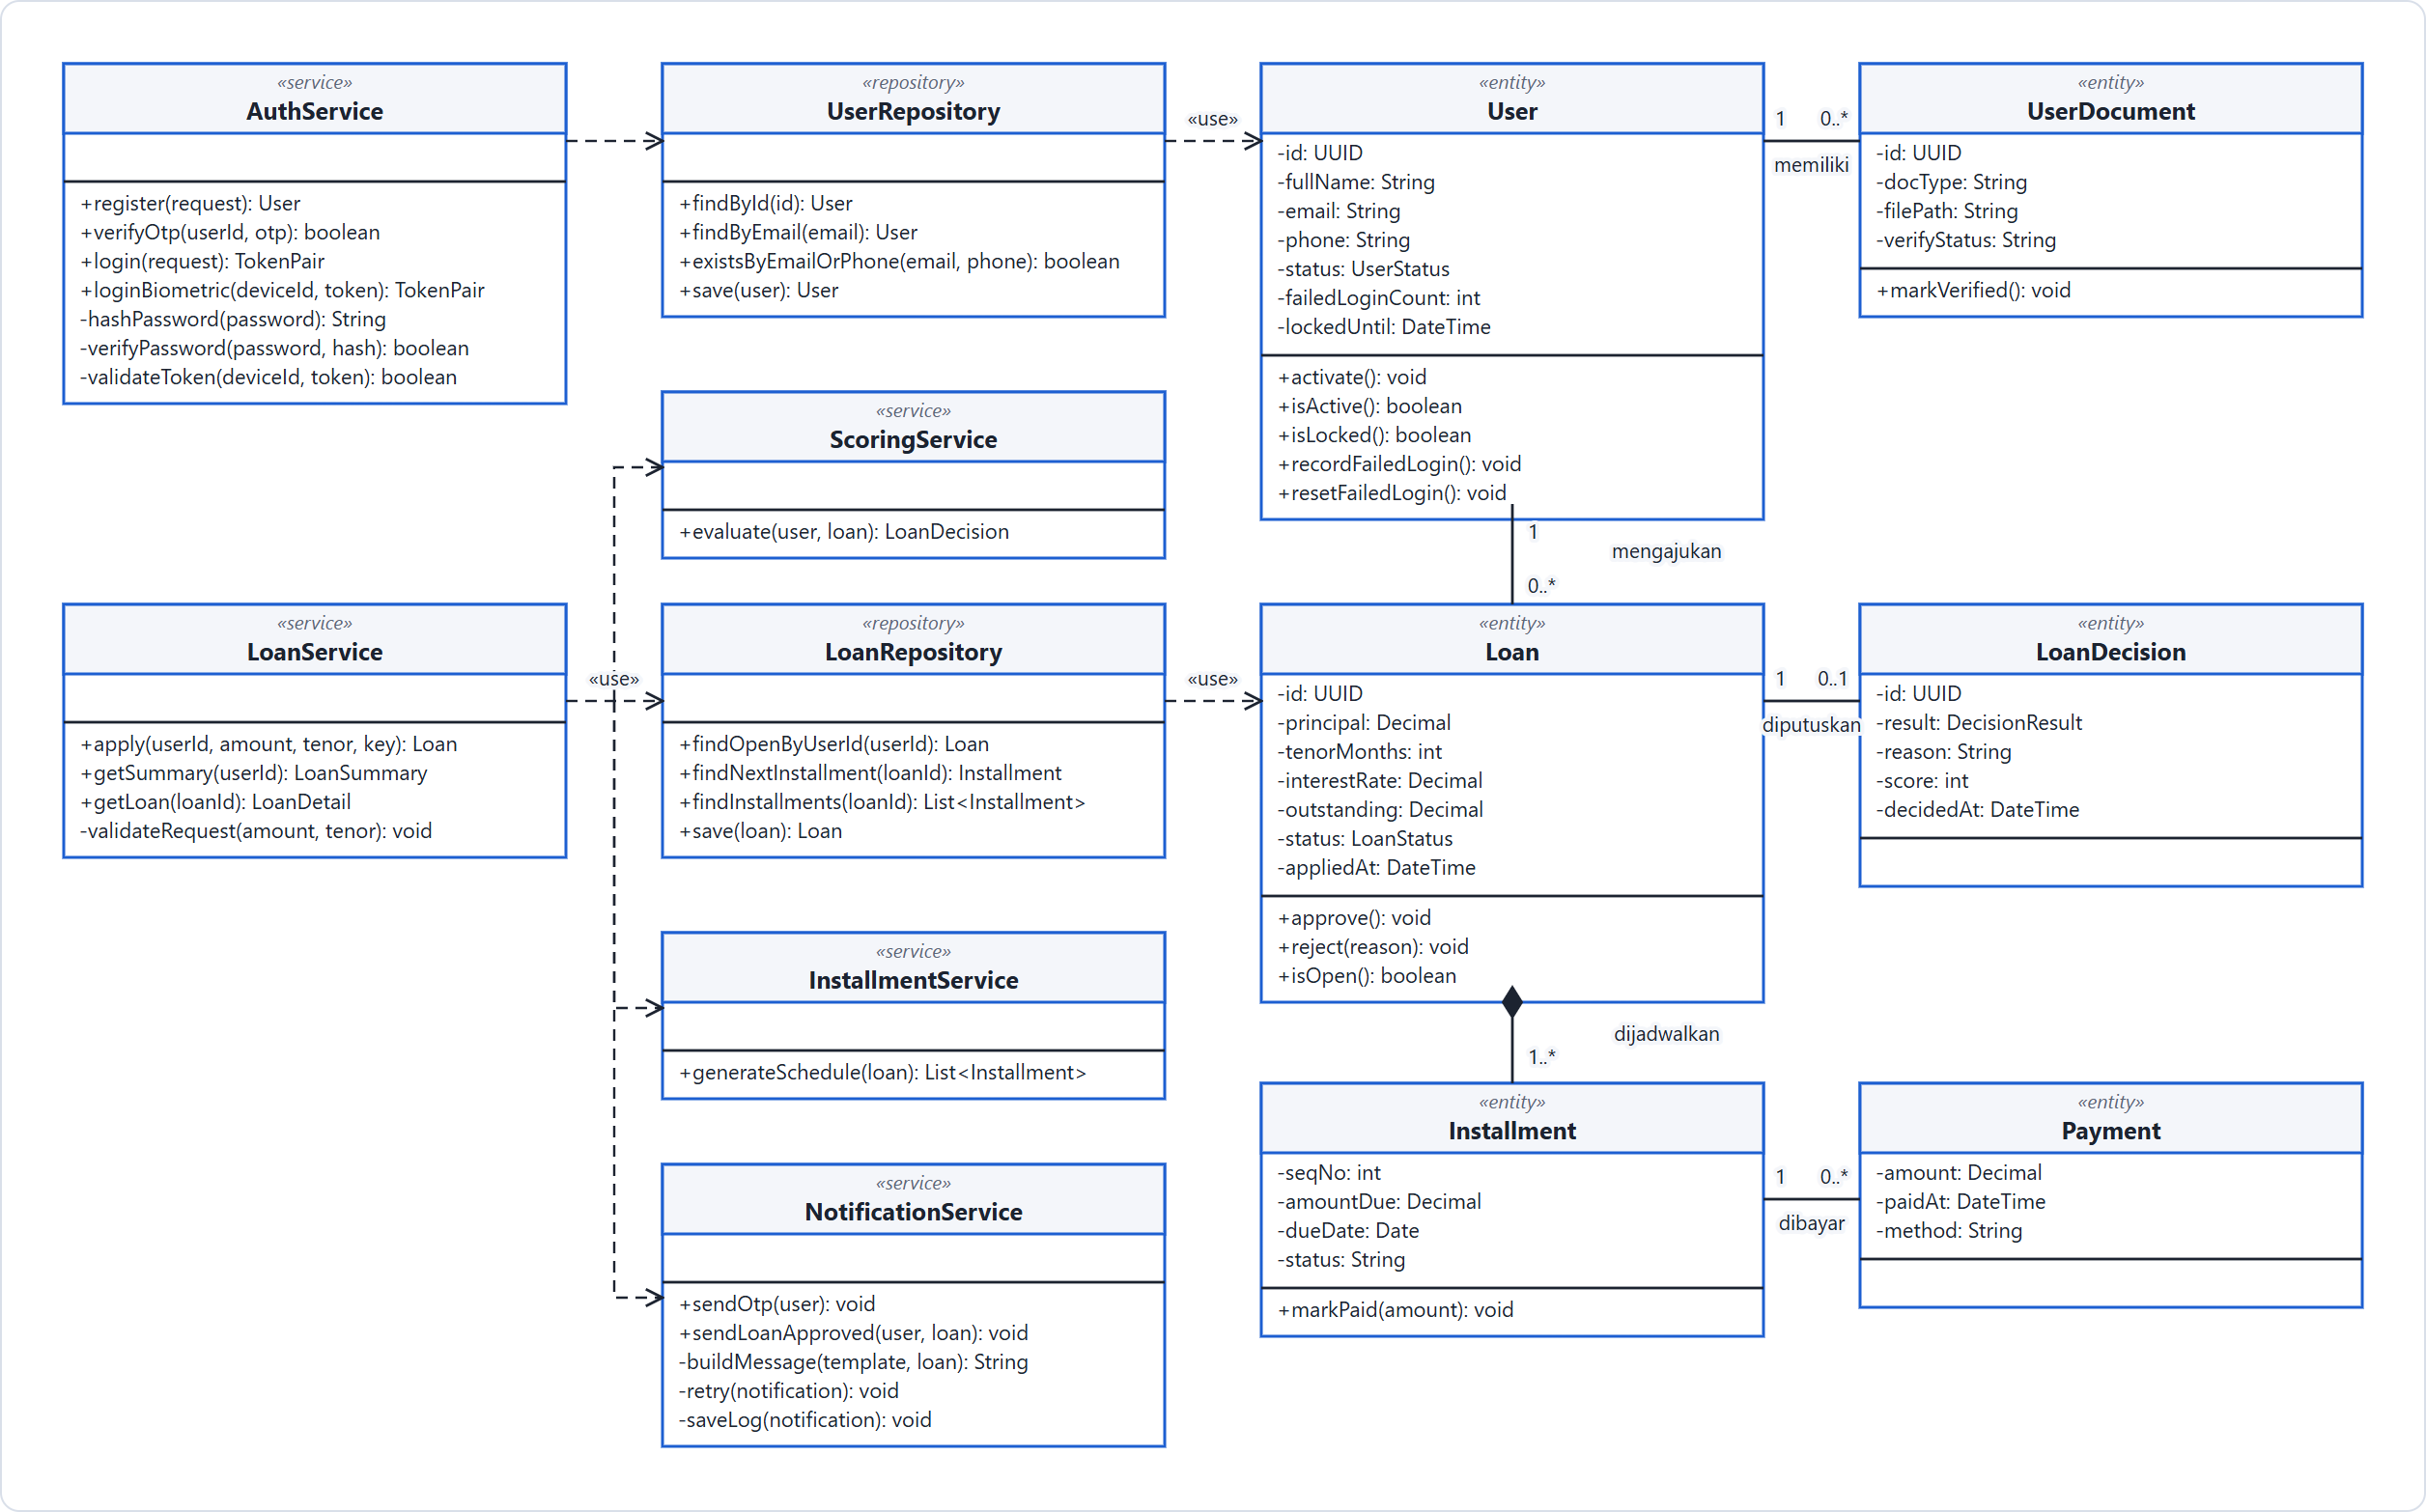 «service»
AuthService
+register(request): User
+verifyOtp(userId, otp): boolean
+login(request): TokenPair
+loginBiometric(deviceId, token): TokenPair
-hashPassword(password): String
-verifyPassword(password, hash): boolean
-validateToken(deviceId, token): boolean
«repository»
UserRepository
+findById(id): User
+findByEmail(email): User
+existsByEmailOrPhone(email, phone): boolean
+save(user): User
«use»
«entity»
User
-id: UUID
-fullName: String
-email: String
-phone: String
-status: UserStatus
-failedLoginCount: int
-lockedUntil: DateTime
+activate(): void
+isActive(): boolean
+isLocked(): boolean
+recordFailedLogin(): void
+resetFailedLogin(): void
1 0..*
memiliki
«entity»
UserDocument
-id: UUID
-docType: String
-filePath: String
-verifyStatus: String
+markVerified(): void
«service»
ScoringService
+evaluate(user, loan): LoanDecision
1
mengajukan
0..*
«service»
LoanService
+apply(userId, amount, tenor, key): Loan
+getSummary(userId): LoanSummary
+getLoan(loanId): LoanDetail
-validateRequest(amount, tenor): void
«use»
«repository»
LoanRepository
+findOpenByUserId(userId): Loan
+findNextInstallment(loanId): Installment
+findInstallments(loanId): List<Installment>
+save(loan): Loan
«use»
«entity»
Loan
-id: UUID
-principal: Decimal
-tenorMonths: int
-interestRate: Decimal
-outstanding: Decimal
-status: LoanStatus
-appliedAt: DateTime
+approve(): void
+reject(reason): void
+isOpen(): boolean
1 0..1
diputuskan
«entity»
LoanDecision
-id: UUID
-result: DecisionResult
-reason: String
-score: int
-decidedAt: DateTime
«service»
InstallmentService
+generateSchedule(loan): List<Installment>
dijadwalkan
1..*
«service»
NotificationService
+sendOtp(user): void
+sendLoanApproved(user, loan): void
-buildMessage(template, loan): String
-retry(notification): void
-saveLog(notification): void
«entity»
Installment
-seqNo: int
-amountDue: Decimal
-dueDate: Date
-status: String
+markPaid(amount): void
1 0..*
dibayar
«entity»
Payment
-amount: Decimal
-paidAt: DateTime
-method: String